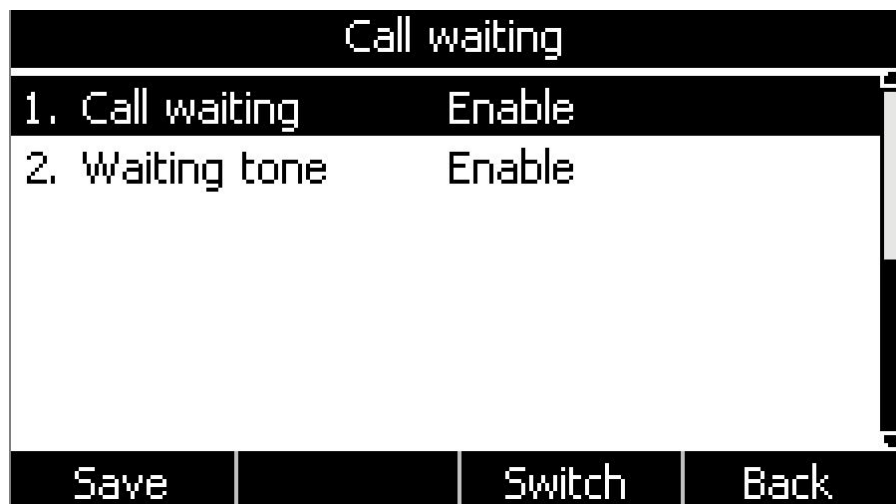 Call waiting
1. Call waiting Enable
2. Waiting tone Enable
Save Switch Back